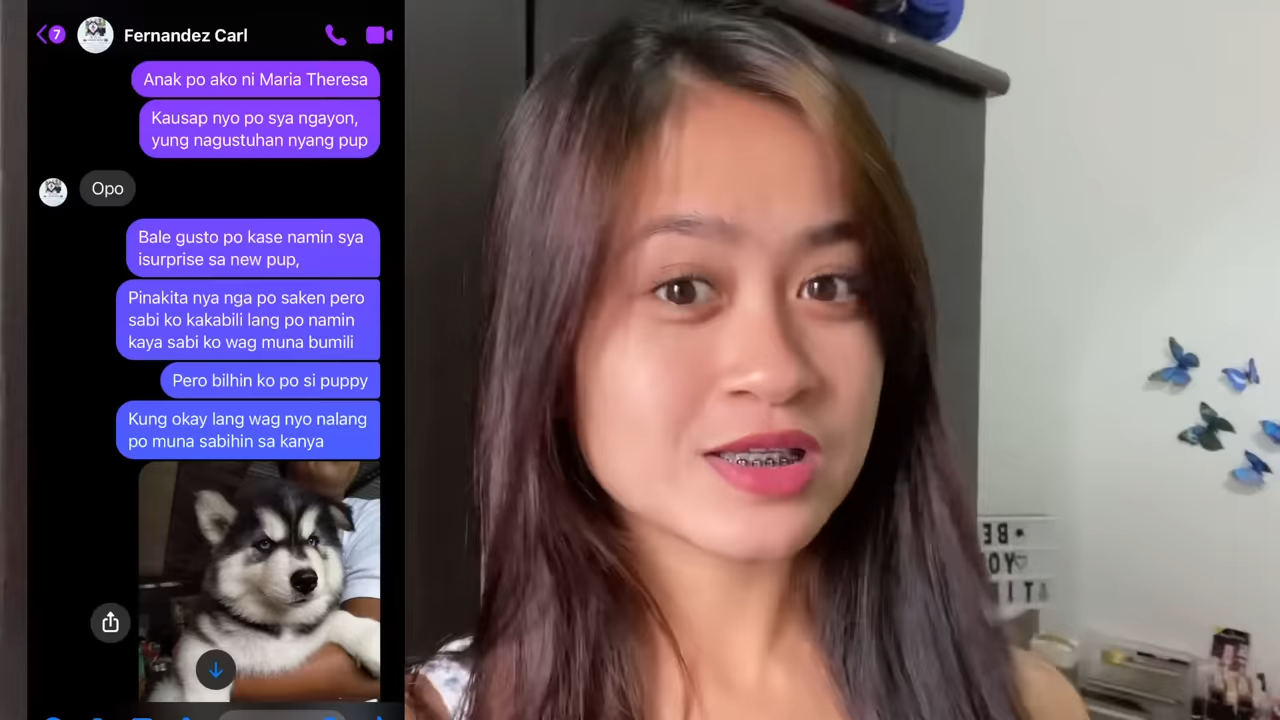 7
Fernandez Carl
Anak po ako ni Maria Theresa
Kausap nyo po sya ngayon,
yung nagustuhan nyang pup
Opo
Bale gusto po kase namin sya
isurprise sa new pup,
Pinakita nya nga po saken pero
sabi ko kakabili lang po namin
kaya sabi ko wag muna bumili
Pero bilhin ko po si puppy
Kung okay lang wag nyo nalang
po muna sabihin sa kanya
BE
YOU